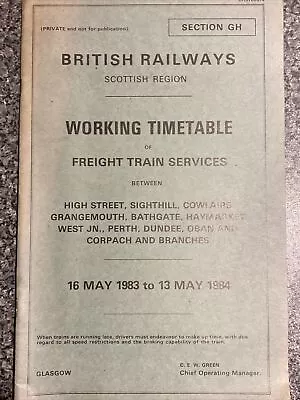 (PRIVATE and not for publication)
SECTION GH
BRITISH RAILWAYS
SCOTTISH REGION
WORKING TIMETABLE
OF
FREIGHT TRAIN SERVICES
BETWEEN
HIGH STREET, SIGHTHILL, COWLAIRS,
GRANGEMOUTH, BATHGATE, HAYMARKET
WEST JN., PERTH, DUNDEE, OBAN AND
CORPACH AND BRANCHES
16 MAY 1983 to 13 MAY 1984
When trains are running late, drivers must endeavour to make up time, with due
regard to all speed restrictions and the braking capability of the train.
C. E. W. GREEN
GLASGOW
Chief Operating Manager.